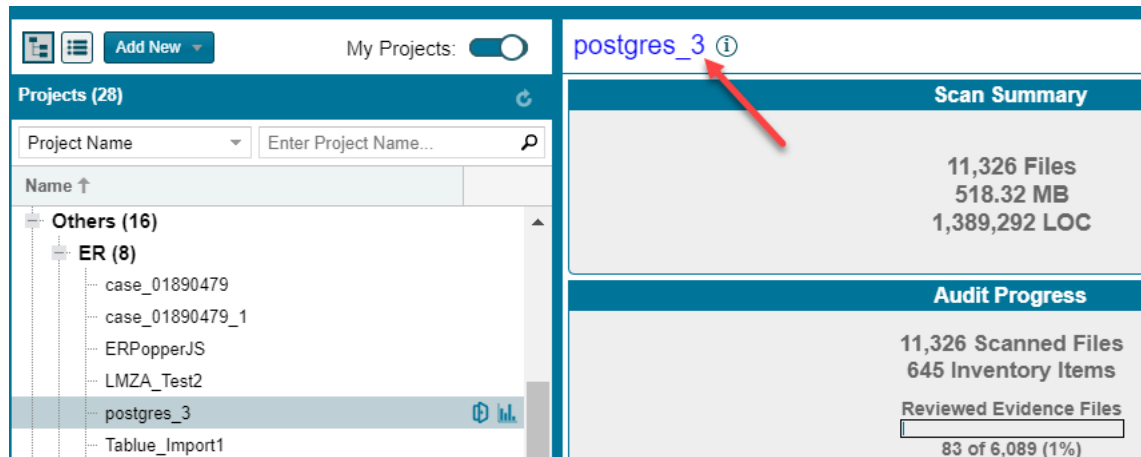 Add New
My Projects:
Projects (28)
Project Name
Enter Project Name...
Name
Others (16)
ER (8)
case_01890479
case_01890479_1
ERPopperJS
LMZA_Test2
postgres_3
Tablue_Import1
postgres_3
Scan Summary
11,326 Files
518.32 MB
1,389,292 LOC
Audit Progress
11,326 Scanned Files
645 Inventory Items
Reviewed Evidence Files
83 of 6,089 (1%)